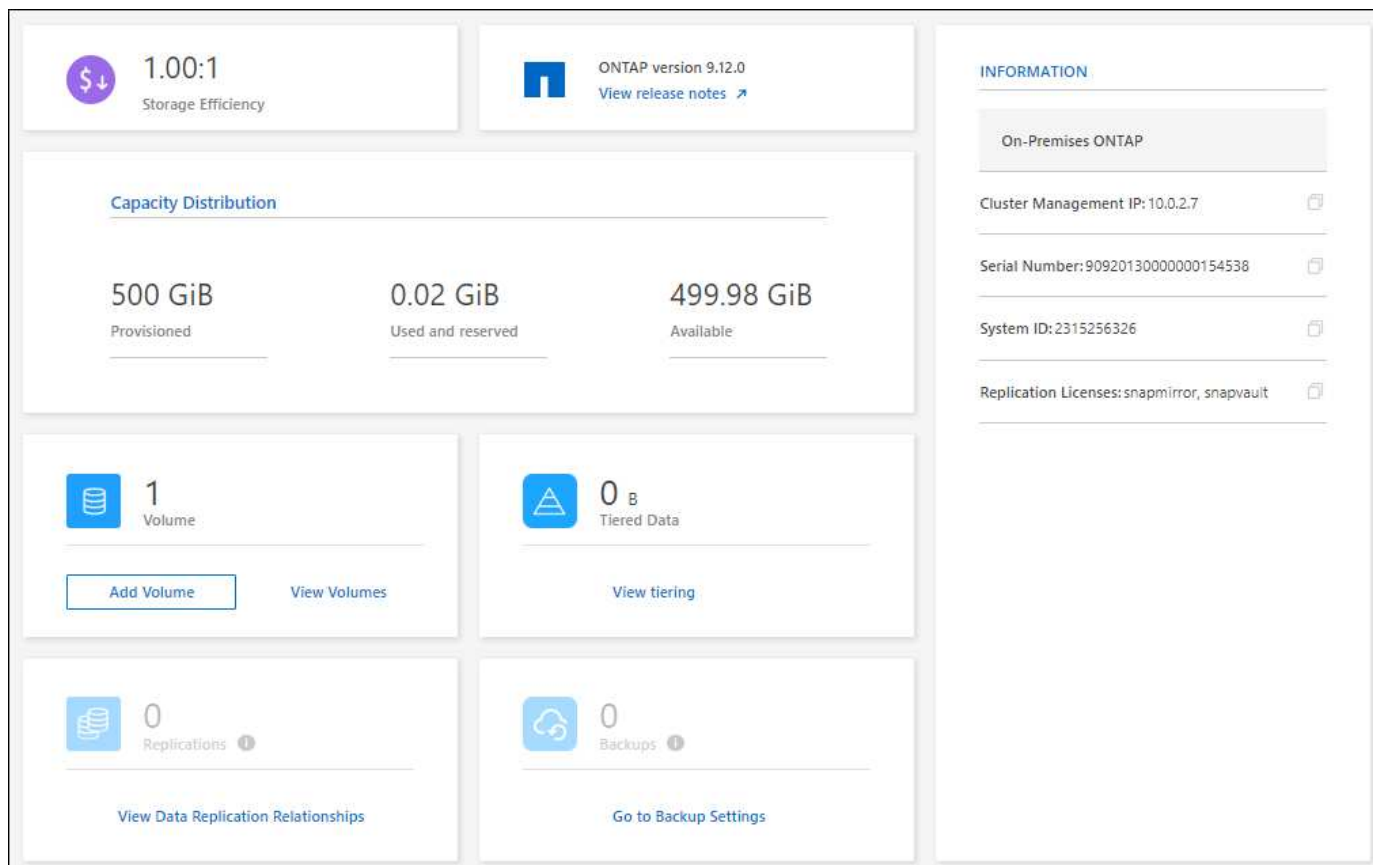 1.00:1
Storage Efficiency
ONTAP version 9.12.0
View release notes
Capacity Distribution
500 GiB
Provisioned
0.02 GiB
Used and reserved
499.98 GiB
Available
1
Volume
Add Volume
View Volumes
0 B
Tiered Data
View tiering
0
Replications
View Data Replication Relationships
0
Backups
Go to Backup Settings
INFORMATION
On-Premises ONTAP
Cluster Management IP: 10.0.2.7
Serial Number: 90920130000000154538
System ID: 2315256326
Replication Licenses: snapmirror, snapvault